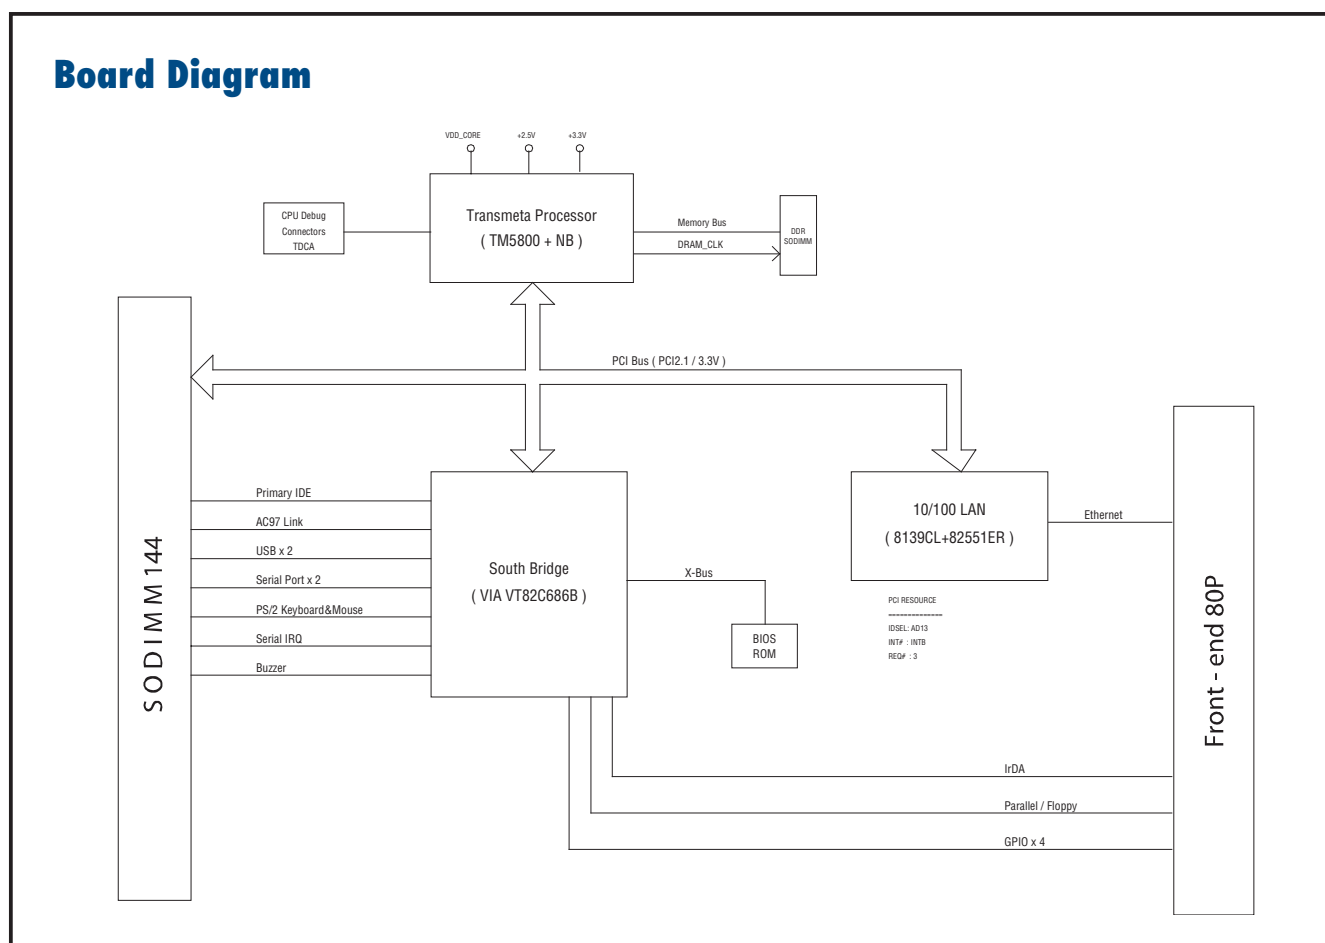 Board Diagram
VDD_CORE
+2.5V
+3.3V
CPU Debug
Connectors
TDCA
Transmeta Processor
( TM5800 + NB )
Memory Bus
DRAM_CLK
DDR
SODIMM
PCI Bus ( PCI2.1 / 3.3V )
SODIMM144
Primary IDE
AC97 Link
USB x 2
Serial Port x 2
PS/2 Keyboard&Mouse
Serial IRQ
Buzzer
South Bridge
( VIA VT82C686B )
X-Bus
BIOS
ROM
10/100 LAN
( 8139CL+82551ER )
Ethernet
PCI RESOURCE
--------------
IDSEL: AD13
INT# : INTB
REQ# : 3
Front - end 80P
IrDA
Parallel / Floppy
GPIO x 4